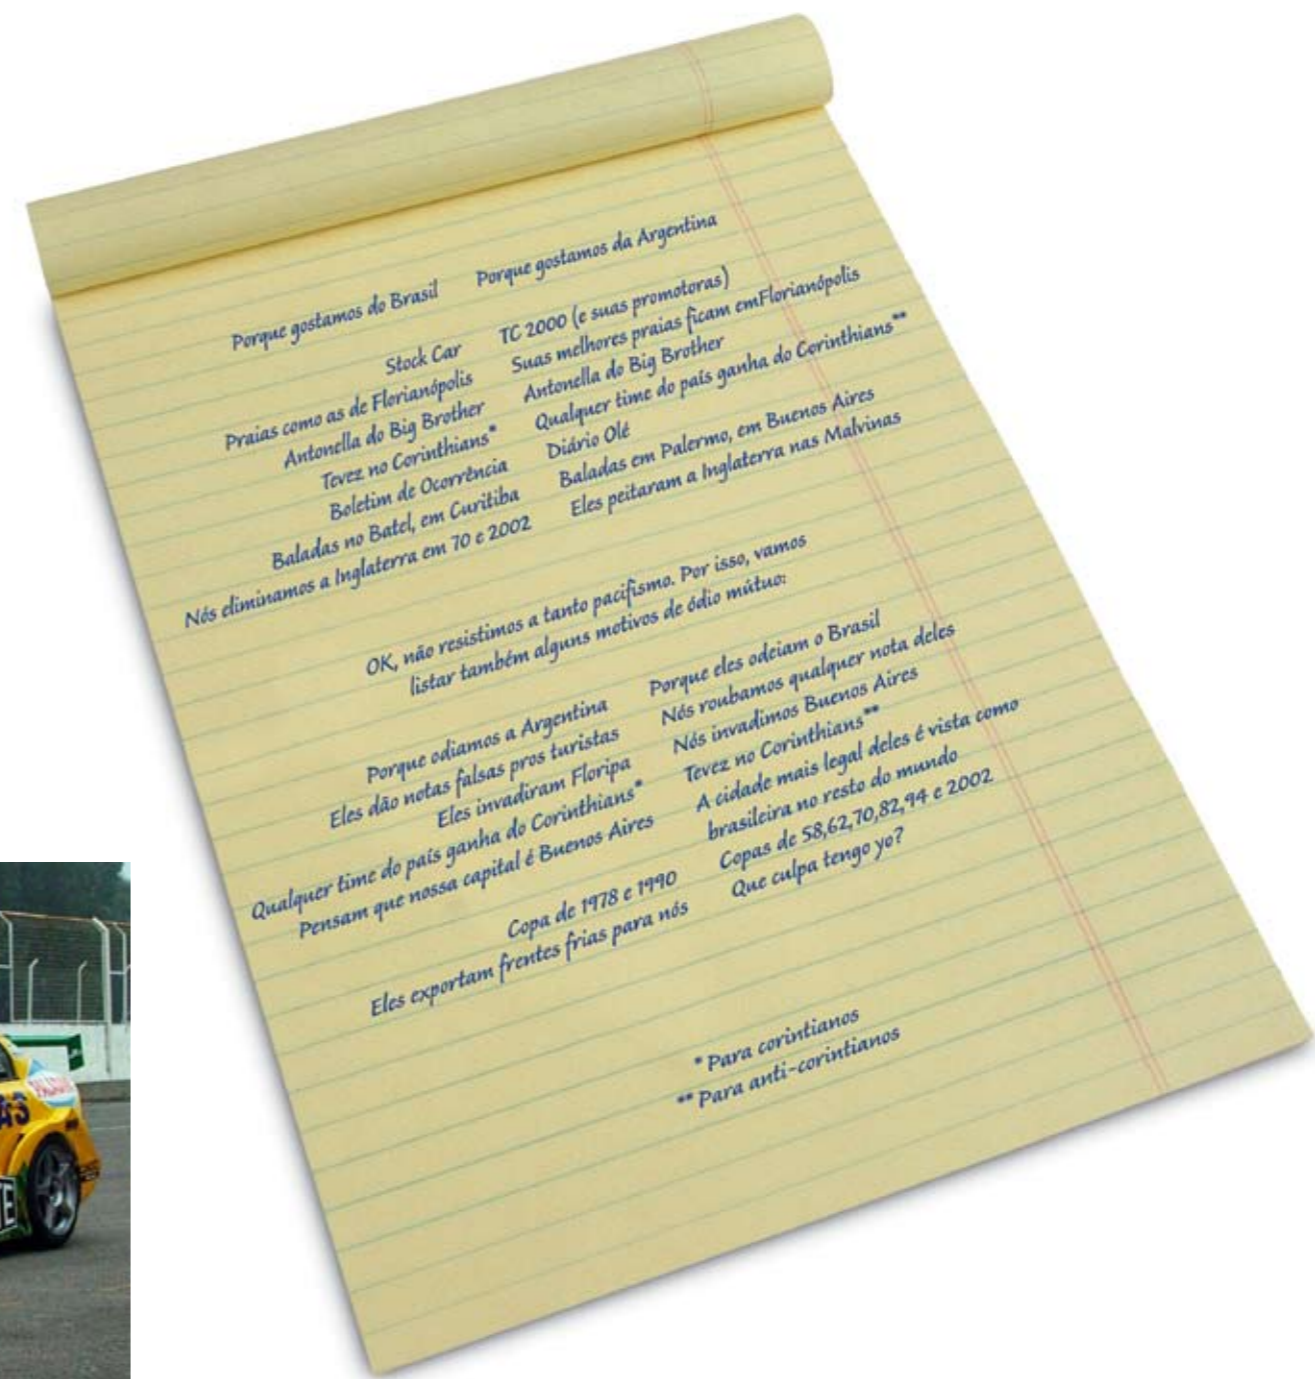 Porque gostamos do Brasil
Stock Car
Praias como as de Florianópolis
Antonella do Big Brother
Tevez no Corinthians*
Boletim de Ocorrência
Baladas no Batel, em Curitiba
Nós eliminamos a Inglaterra em 70 e 2002
Porque gostamos da Argentina
TC 2000 (e suas promotoras)
Suas melhores praias ficam emFlorianópolis
Antonella do Big Brother
Qualquer time do país ganha do Corinthians**
Diário Olé
Baladas em Palermo, em Buenos Aires
Eles peitaram a Inglaterra nas Malvinas
OK, não resistimos a tanto pacifismo. Por isso, vamos
listar também alguns motivos de ódio mútuo:
Porque odiamos a Argentina
Eles dão notas falsas pros turistas
Eles invadiram Floripa
Qualquer time do país ganha do Corinthians*
Pensam que nossa capital é Buenos Aires
Copa de 1978 e 1990
Eles exportam frentes frias para nós
Porque eles odeiam o Brasil
Nós roubamos qualquer nota deles
Nós invadimos Buenos Aires
Tevez no Corinthians**
A cidade mais legal deles é vista como
brasileira no resto do mundo
Copas de 58,62,70,82,94 e 2002
Que culpa tengo yo?
* Para corintianos
** Para anti-corintianos